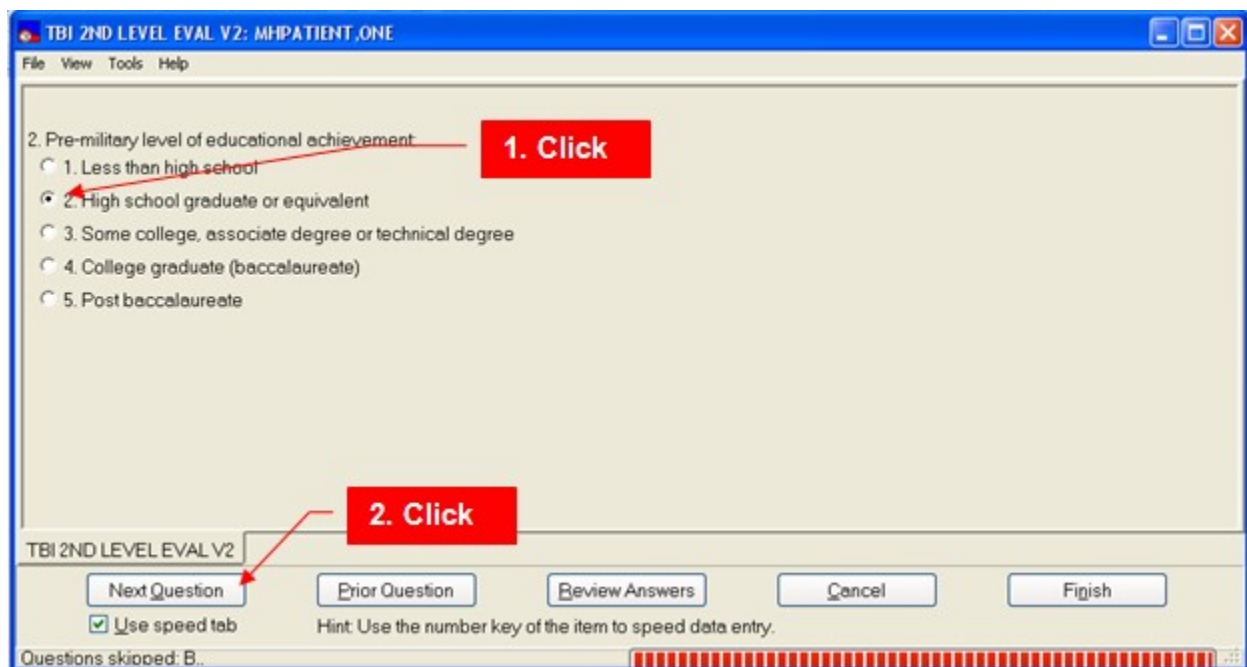 TBI 2ND LEVEL EVAL V2: MHPATIENT,ONE
File View Tools Help
2. Pre-military level of educational achievement:
1. Click
1. Less than high school
2. High school graduate or equivalent
3. Some college, associate degree or technical degree
4. College graduate (baccalaureate)
5. Post baccalaureate
2. Click
TBI 2ND LEVEL EVAL V2
Next Question Prior Question Review Answers Cancel Finish
Use speed tab Hint: Use the number key of the item to speed data entry.
Questions skipped: B..